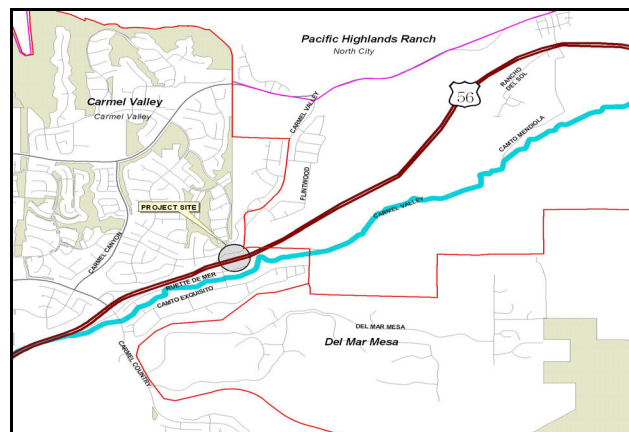 Pacific Highlands Ranch
North City
RANCHO
DEL SOL
56
Carmel Valley
Carmel Valley
CARMEL VALLEY
CAMTO MENDIOLA
FLINTWOOD
PROJECT SITE
CARMEL VALLEY
CARMEL CANYON
RUETTE DE MER
CAMTO EXQUISITO
DEL MAR MESA
Del Mar Mesa
CARMEL COUNTRY